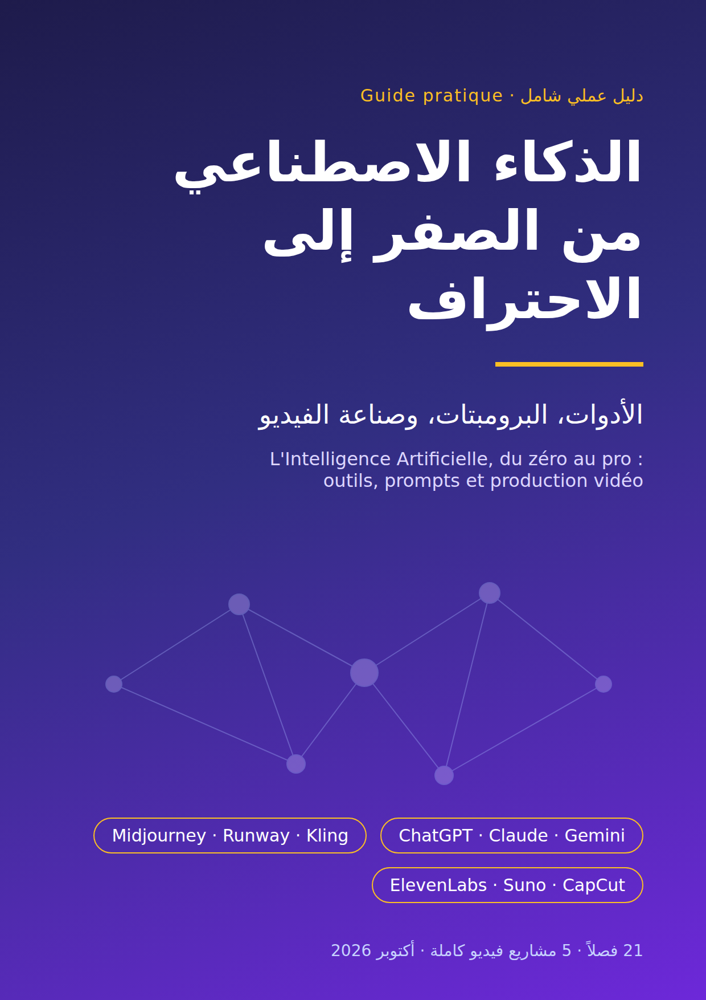 دليل عملي شامل · Guide pratique
الذكاء الاصطناعي
من الصفر إلى
الاحتراف
الأدوات، البرومبتات، وصناعة الفيديو
L'Intelligence Artificielle, du zéro au pro :
outils, prompts et production vidéo
ChatGPT · Claude · Gemini
Midjourney · Runway · Kling
ElevenLabs · Suno · CapCut
21 فصلاً · 5 مشاريع فيديو كاملة · أكتوبر 2026